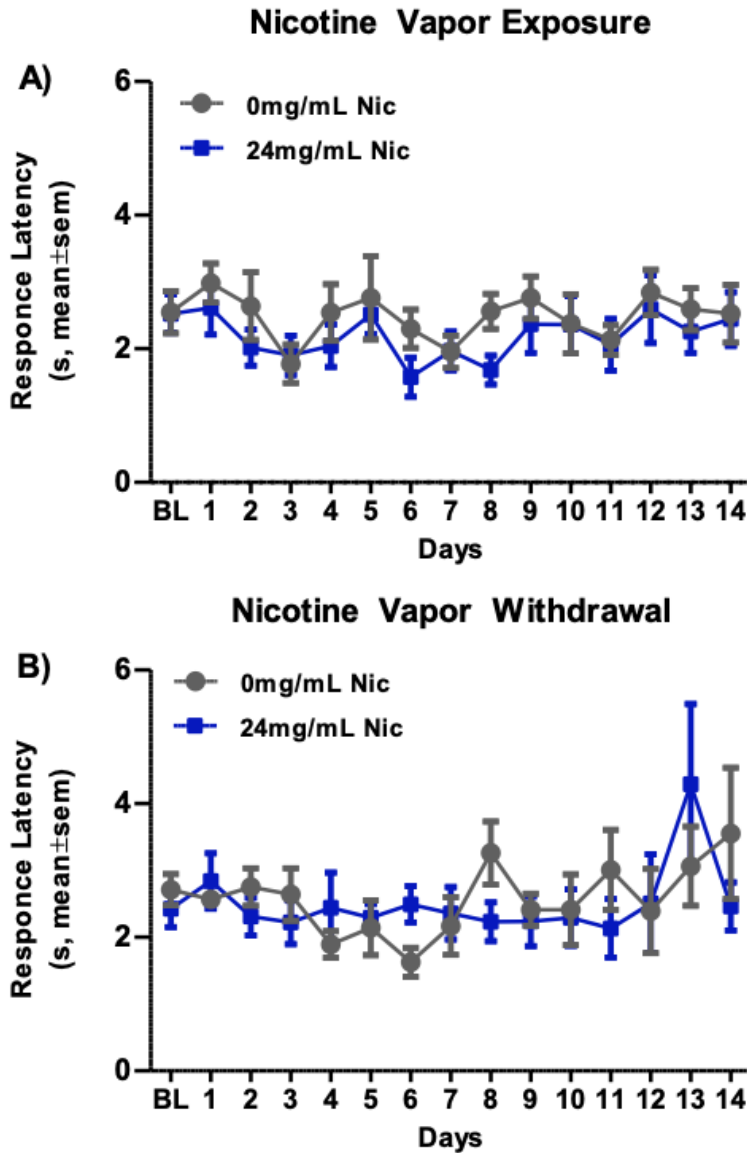 Nicotine Vapor Exposure
A)
6
4
2
0
Responce Latency
(s, mean±sem)
0mg/mL Nic
24mg/mL Nic
BL 1 2 3 4 5 6 7 8 9 10 11 12 13 14
Days
Nicotine Vapor Withdrawal
B)
6
4
2
0
Responce Latency
(s, mean±sem)
0mg/mL Nic
24mg/mL Nic
BL 1 2 3 4 5 6 7 8 9 10 11 12 13 14
Days